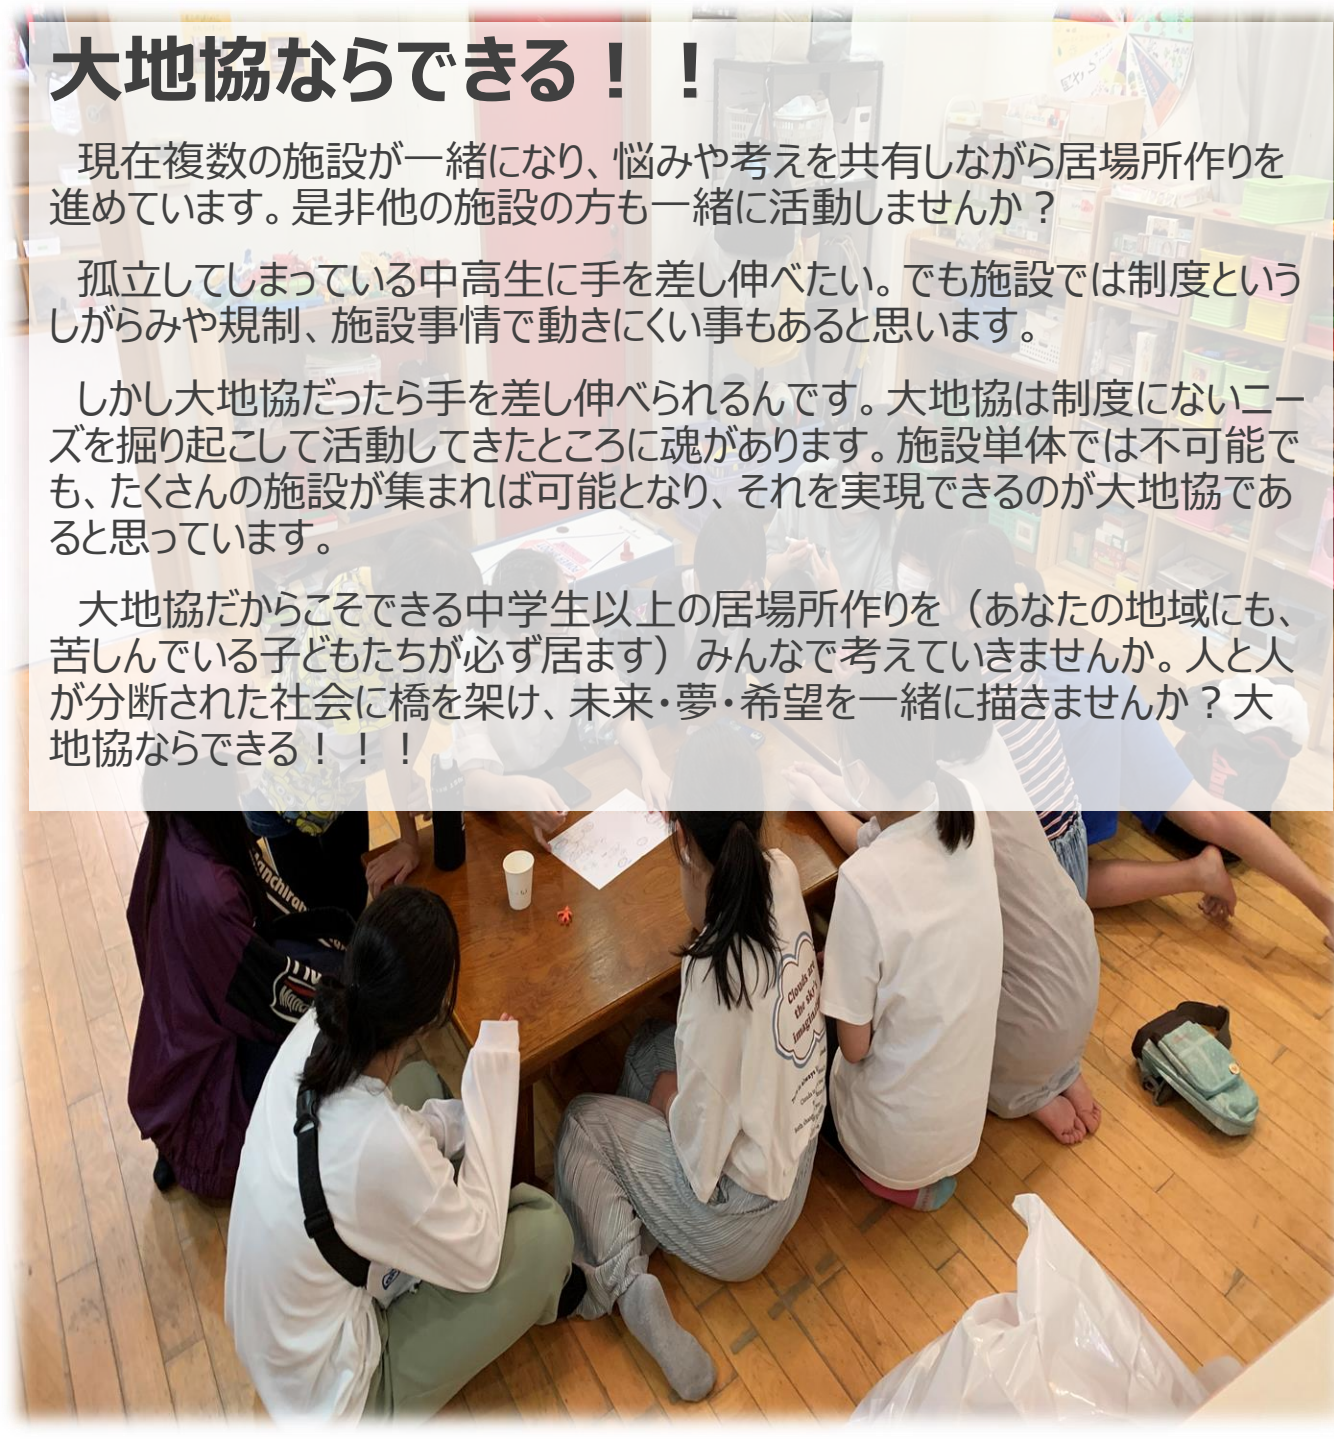 大地協ならできる！！
現在複数の施設が一緒になり、悩みや考えを共有しながら居場所作りを
進めています。是非他の施設の方も一緒に活動しませんか？
孤立してしまっている中高生に手を差し伸べたい。でも施設では制度という
しがらみや規制、施設事情で動きにくい事もあると思います。
しかし大地協だったら手を差し伸べられるんです。大地協は制度にないニー
ズを掘り起こして活動してきたところに魂があります。施設単体では不可能で
も、たくさんの施設が集まれば可能となり、それを実現できるのが大地協であ
ると思っています。
大地協だからこそできる中学生以上の居場所作りを（あなたの地域にも、
苦しんでいる子どもたちが必ず居ます）みんなで考えていきませんか。人と人
が分断された社会に橋を架け、未来・夢・希望を一緒に描きませんか？大
地協ならできる！！！
Clouds are
the sky's